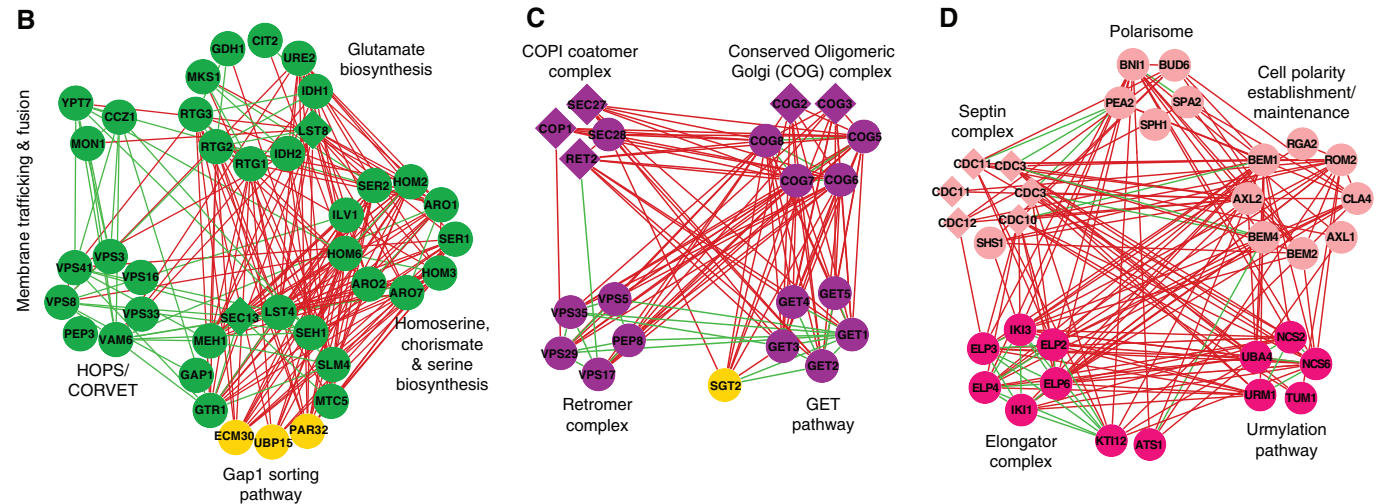 B
Membrane trafficking & fusion
Glutamate
biosynthesis
CIT2
GDH1
URE2
MKS1
IDH1
YPT7
CCZ1
RTG3
LST8
MON1
RTG2
IDH2
RTG1
SER2
HOM2
ILV1
ARO1
SER1
HOM6
VPS3
VPS41
VPS16
HOM3
ARO2
ARO7
VPS8
VPS33
SEC13
LST4
PEP3
VAM6
MEH1
SEH1
Homoserine,
chorismate
& serine
biosynthesis
HOPS/
CORVET
GAP1
SLM4
GTR1
MTC5
ECM30
UBP15
PAR32
Gap1 sorting
pathway
C
COPI coatomer
complex
Conserved Oligomeric
Golgi (COG) complex
SEC27
COG2
COG3
COP1
SEC28
COG8
COG5
RET2
COG7
COG6
VPS5
GET4
GET5
VPS35
VPS29
PEP8
GET3
GET1
VPS17
GET2
SGT2
Retromer
complex
GET
pathway
D
Polarisome
BNI1
BUD6
Cell polarity
establishment/
maintenance
PEA2
SPA2
SPH1
Septin
complex
RGA2
CDC11
CDC3
BEM1
ROM2
CDC11
CDC3
AXL2
CLA4
CDC12
CDC10
SHS1
BEM4
AXL1
BEM2
IKI3
ELP3
ELP2
NCS2
UBA4
NCS6
ELP4
ELP6
URM1
TUM1
IKI1
KTI12
ATS1
Elongator
complex
Urmylation
pathway